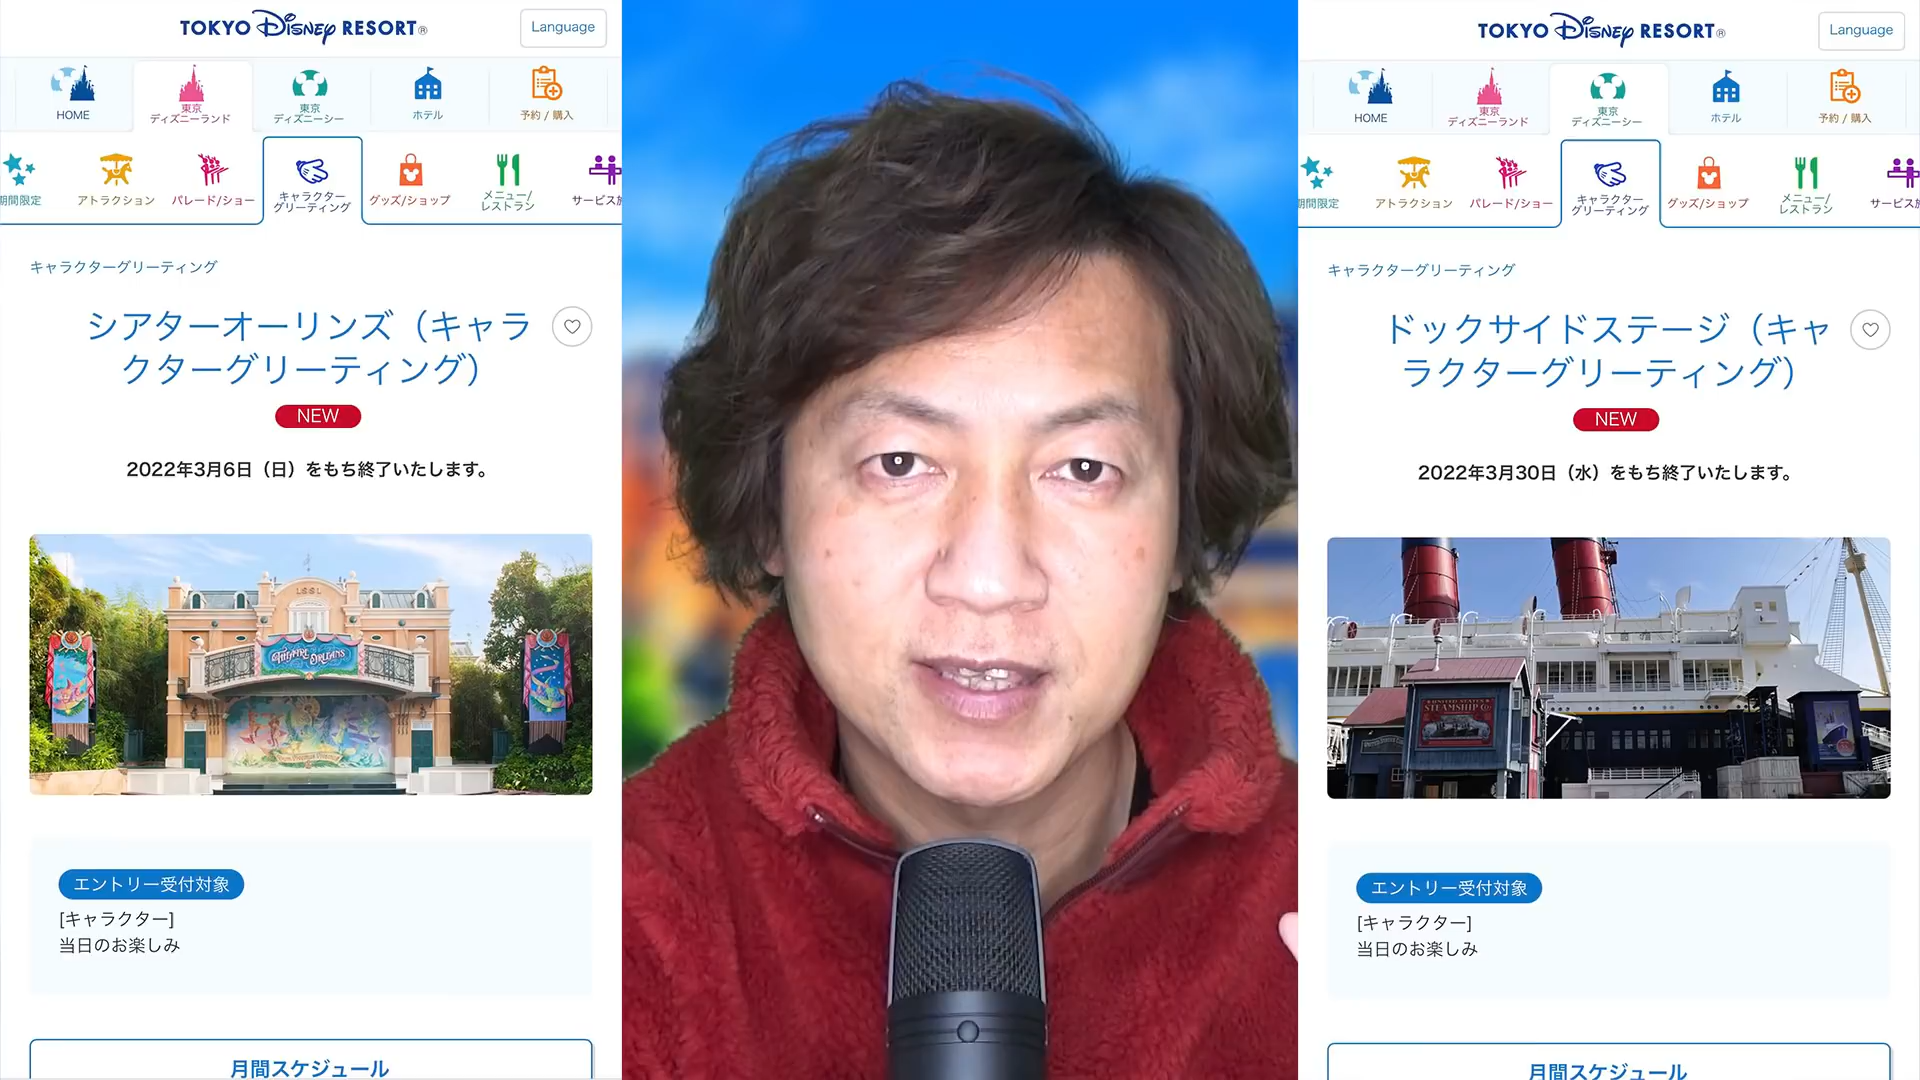 TOKYO Disney RESORT®
Language
HOME
東京
ディズニーランド
東京
ディズニーシー
ホテル
予約 / 購入
期間限定
アトラクション
パレード/ショー
キャラクター
グリーティング
グッズ/ショップ
メニュー/
レストラン
サービス施
キャラクターグリーティング
シアターオーリンズ（キャラ
クターグリーティング）
NEW
2022年3月6日（日）をもち終了いたします。
THEATRE ORLEANS
エントリー受付対象
[キャラクター]
当日のお楽しみ
月間スケジュール
TOKYO Disney RESORT®
Language
HOME
東京
ディズニーランド
東京
ディズニーシー
ホテル
予約 / 購入
期間限定
アトラクション
パレード/ショー
キャラクター
グリーティング
グッズ/ショップ
メニュー/
レストラン
サービス施
キャラクターグリーティング
ドックサイドステージ（キャ
ラクターグリーティング）
NEW
2022年3月30日（水）をもち終了いたします。
UNITED STATES
STEAMSHIP CO
エントリー受付対象
[キャラクター]
当日のお楽しみ
月間スケジュール